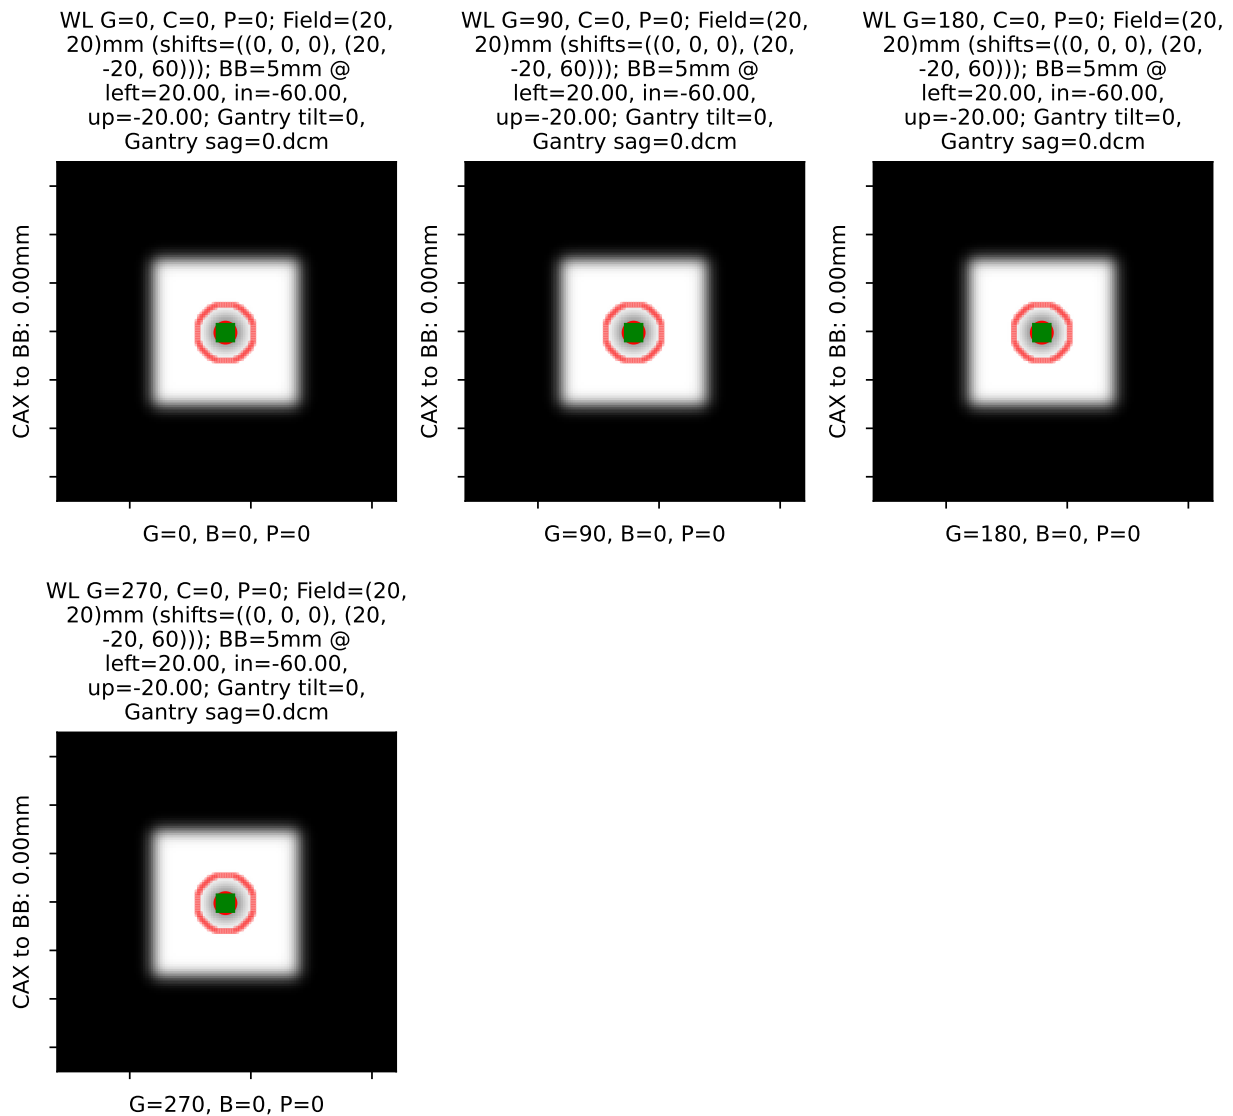 WL G=0, C=0, P=0; Field=(20,
20)mm (shifts=((0, 0, 0), (20,
-20, 60))); BB=5mm @
left=20.00, in=-60.00,
up=-20.00; Gantry tilt=0,
Gantry sag=0.dcm
CAX to BB: 0.00mm
G=0, B=0, P=0
WL G=90, C=0, P=0; Field=(20,
20)mm (shifts=((0, 0, 0), (20,
-20, 60))); BB=5mm @
left=20.00, in=-60.00,
up=-20.00; Gantry tilt=0,
Gantry sag=0.dcm
CAX to BB: 0.00mm
G=90, B=0, P=0
WL G=180, C=0, P=0; Field=(20,
20)mm (shifts=((0, 0, 0), (20,
-20, 60))); BB=5mm @
left=20.00, in=-60.00,
up=-20.00; Gantry tilt=0,
Gantry sag=0.dcm
CAX to BB: 0.00mm
G=180, B=0, P=0
WL G=270, C=0, P=0; Field=(20,
20)mm (shifts=((0, 0, 0), (20,
-20, 60))); BB=5mm @
left=20.00, in=-60.00,
up=-20.00; Gantry tilt=0,
Gantry sag=0.dcm
CAX to BB: 0.00mm
G=270, B=0, P=0